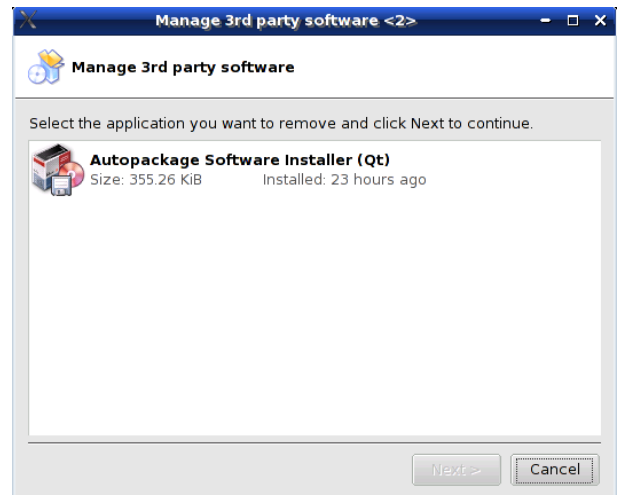 Manage 3rd party software <2>
Manage 3rd party software
Select the application you want to remove and click Next to continue.
Autopackage Software Installer (Qt)
Size: 355.26 KiB Installed: 23 hours ago
Next > Cancel